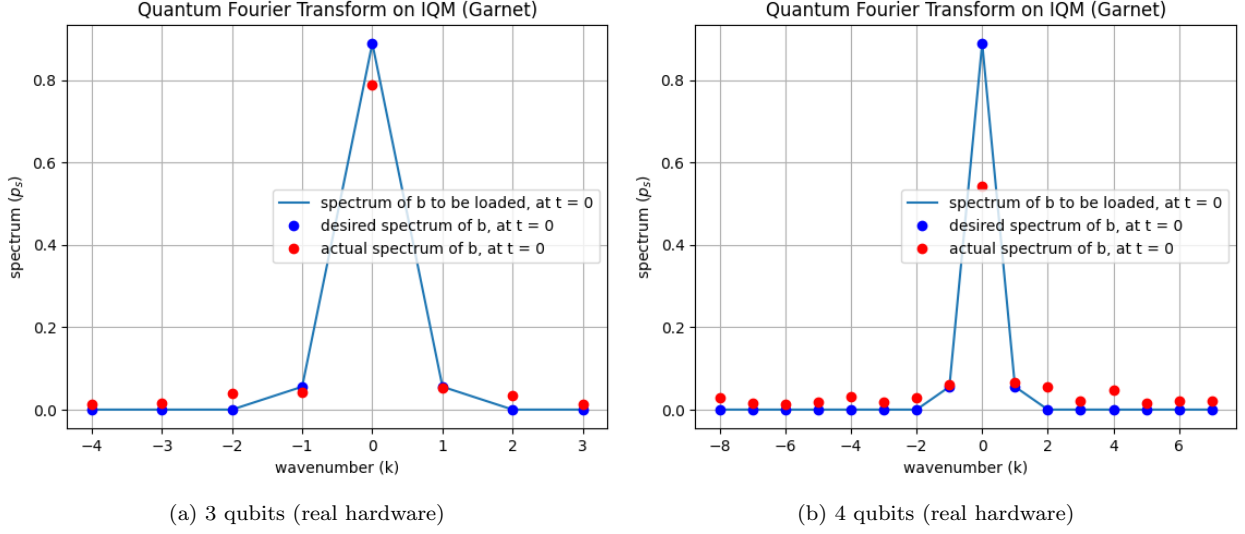 Quantum Fourier Transform on IQM (Garnet)
spectrum (pₛ)
0.8
0.6
0.4
0.2
0.0
spectrum of b to be loaded, at t = 0
desired spectrum of b, at t = 0
actual spectrum of b, at t = 0
−4 −3 −2 −1 0 1 2 3
wavenumber (k)
(a) 3 qubits (real hardware)
Quantum Fourier Transform on IQM (Garnet)
spectrum (pₛ)
0.8
0.6
0.4
0.2
0.0
spectrum of b to be loaded, at t = 0
desired spectrum of b, at t = 0
actual spectrum of b, at t = 0
−8 −6 −4 −2 0 2 4 6
wavenumber (k)
(b) 4 qubits (real hardware)